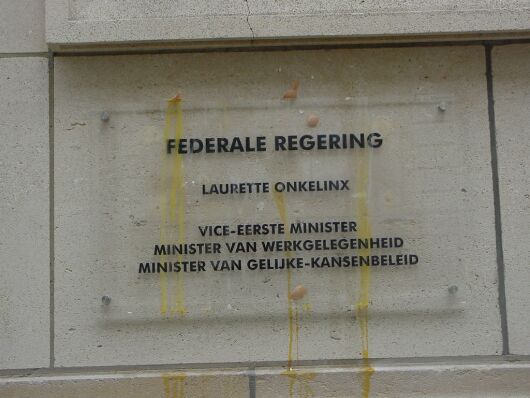 FEDERALE REGERING
LAURETTE ONKELINX
VICE-EERSTE MINISTER
MINISTER VAN WERKGELEGENHEID
MINISTER VAN GELIJKE-KANSENBELEID